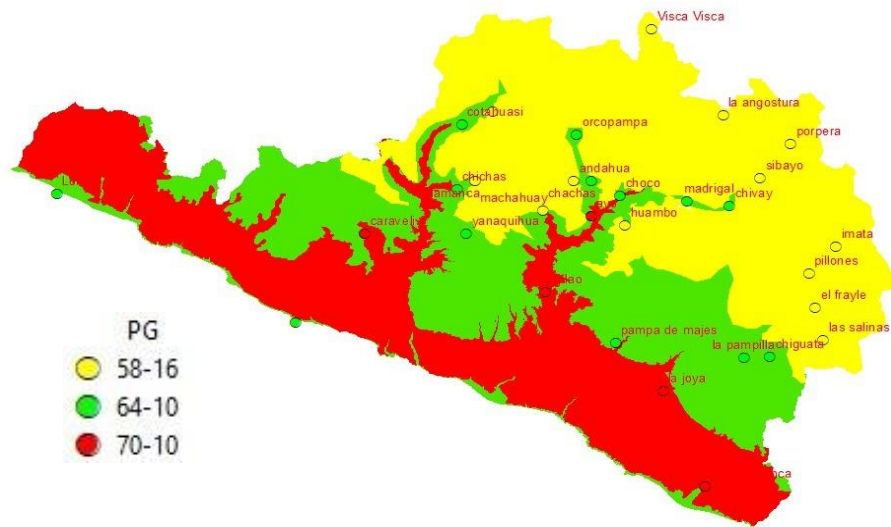 Visca Visca
la angostura
cotahuasi
orcopampa
porpera
sibayo
chichas
andahua
choco
madrigal
chivay
machahuay
chachas
huambo
caraveli
yanaquihua
imata
pillones
el frayle
las salinas
pampa de majes
la pampilla
chiguata
la joya
PG
58-16
64-10
70-10